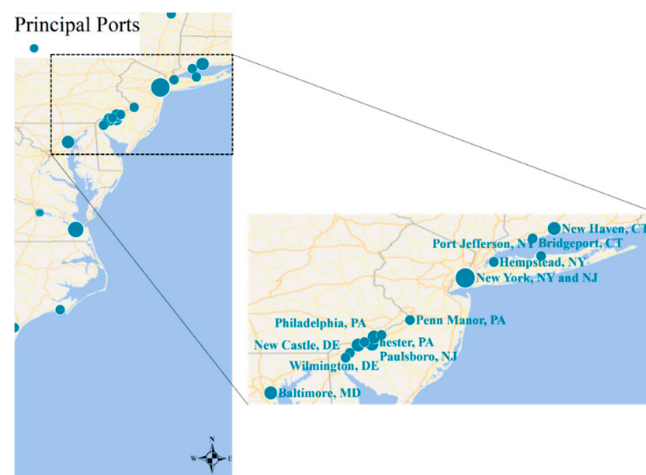 Principal Ports
New Haven, CT
Port Jefferson, NY Bridgeport, CT
Hempstead, NY
New York, NY and NJ
Penn Manor, PA
Philadelphia, PA
New Castle, DE hester, PA
Paulsboro, NJ
Wilmington, DE
Baltimore, MD
N
W E
S